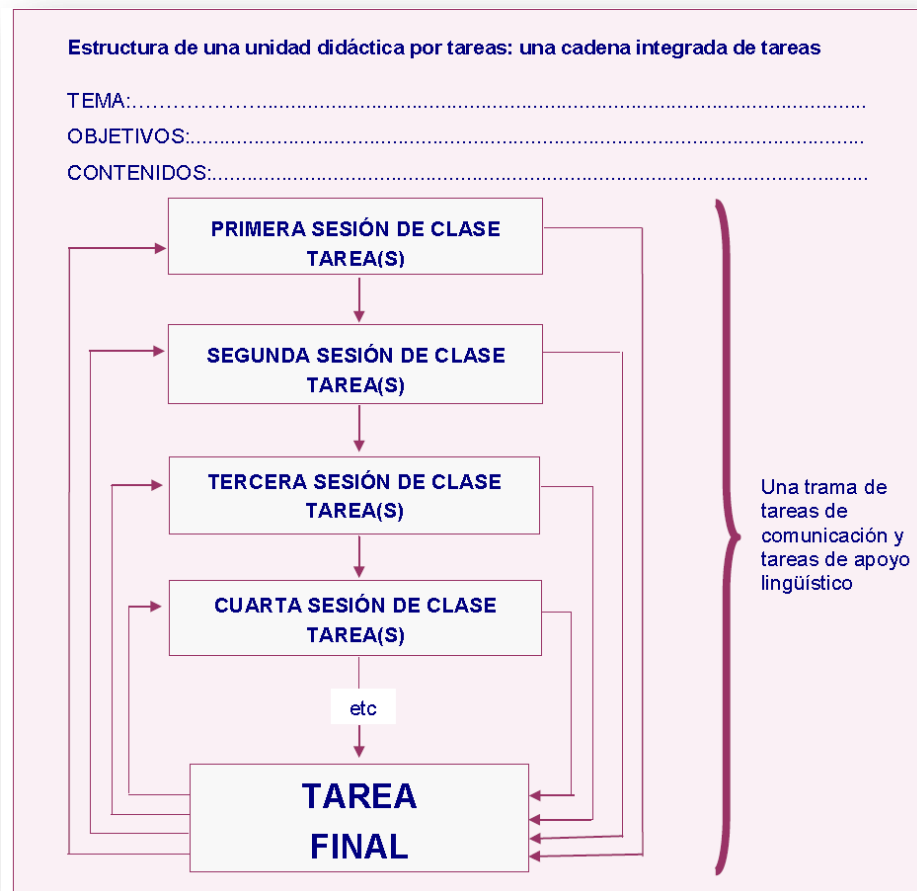 Estructura de una unidad didáctica por tareas: una cadena integrada de tareas
TEMA:..........................................................................................................
OBJETIVOS:..................................................................................................
CONTENIDOS:..............................................................................................
PRIMERA SESIÓN DE CLASE
TAREA(S)
SEGUNDA SESIÓN DE CLASE
TAREA(S)
TERCERA SESIÓN DE CLASE
TAREA(S)
CUARTA SESIÓN DE CLASE
TAREA(S)
etc
TAREA
FINAL
Una trama de
tareas de
comunicación y
tareas de apoyo
lingüístico